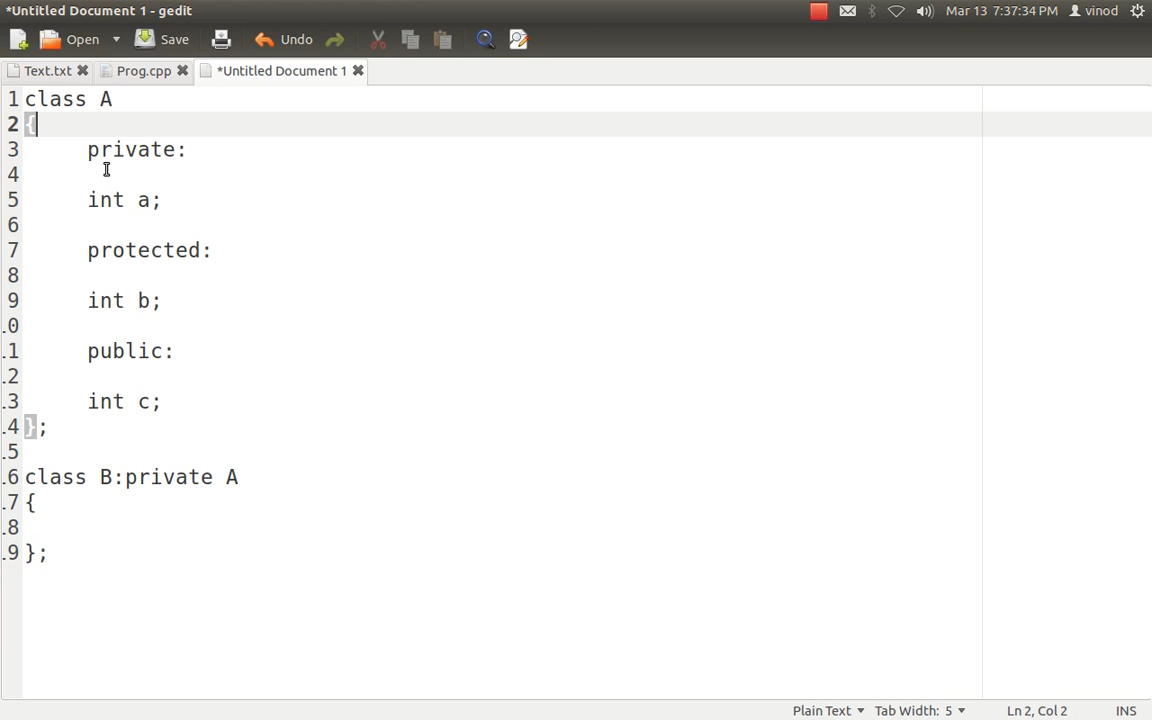 *Untitled Document 1 - gedit
Mar 13 7:37:34 PM vinod
Open Save Undo
Text.txt Prog.cpp *Untitled Document 1
1 class A
2 {
3 private:
4
5 int a;
6
7 protected:
8
9 int b;
.0
.1 public:
.2
.3 int c;
.4 };
.5
.6 class B:private A
.7 {
.8
.9 };
Plain Text Tab Width: 5 Ln 2, Col 2 INS